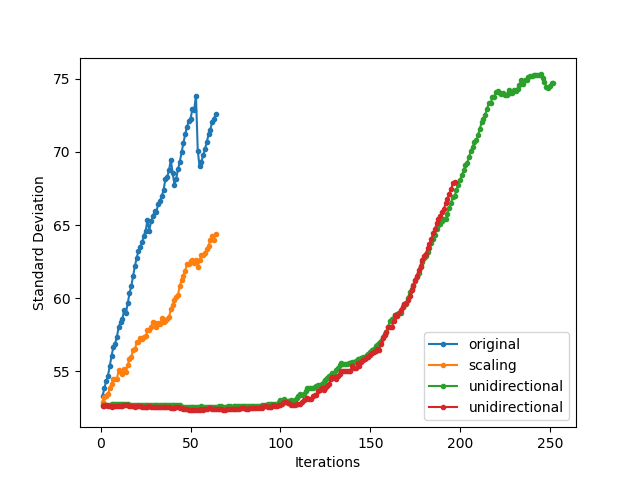 75
70
65
60
55
Standard Deviation
0
50
100
150
200
250
Iterations
original
scaling
unidirectional
unidirectional